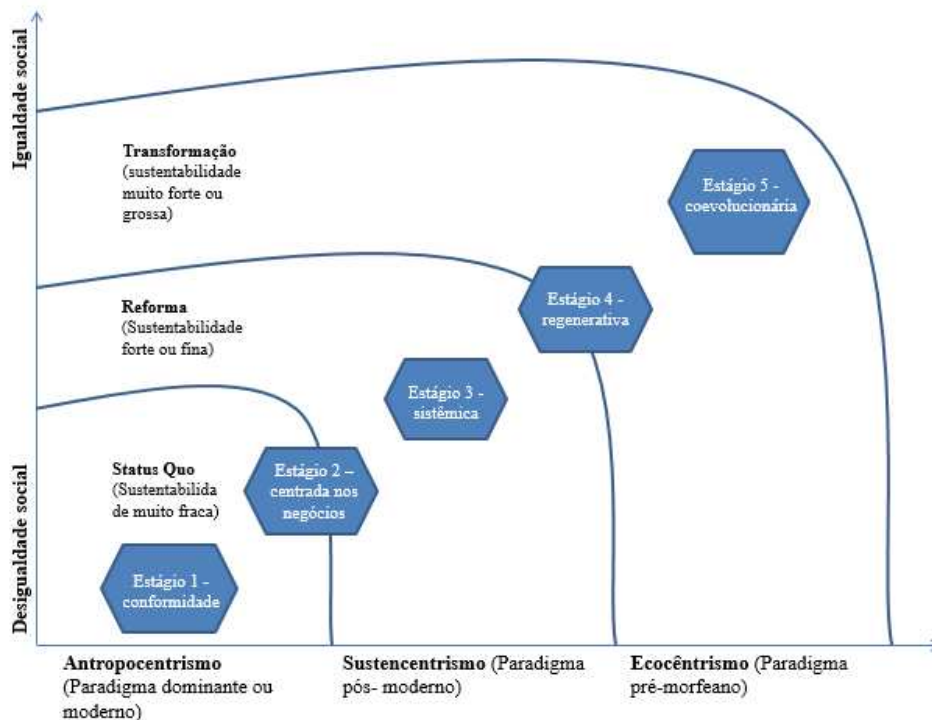 Igualdade social
Transformação
(sustentabilidade
muito forte ou
grossa)
Estágio 5 -
coevolucionária
Reforma
(Sustentabilidade
forte ou fina)
Estágio 4 -
regenerativa
Estágio 3 -
sistêmica
Desigualdade social
Status Quo
(Sustentabilida
de muito fraca)
Estágio 2 –
centrada nos
negócios
Estágio 1 -
conformidade
Antropocentrismo
(Paradigma dominante ou
moderno)
Sustencentrismo (Paradigma
pós- moderno)
Ecocêntrismo (Paradigma
pré-morfeano)